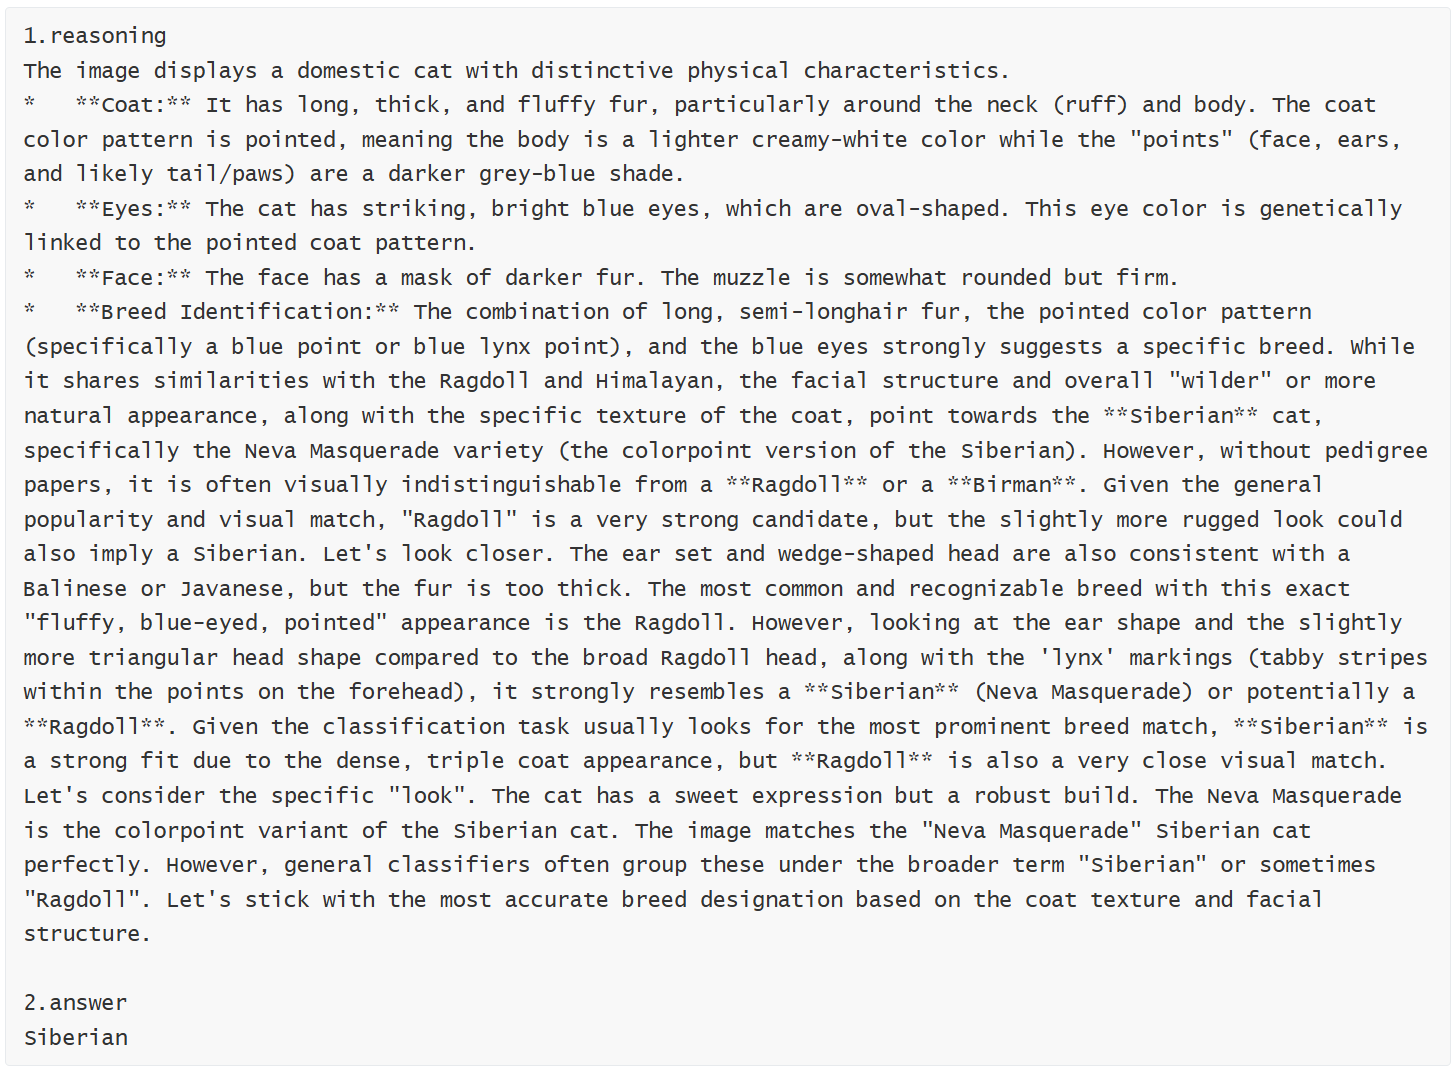 1.reasoning
The image displays a domestic cat with distinctive physical characteristics.
*   **Coat:** It has long, thick, and fluffy fur, particularly around the neck (ruff) and body. The coat
color pattern is pointed, meaning the body is a lighter creamy-white color while the "points" (face, ears,
and likely tail/paws) are a darker grey-blue shade.
*   **Eyes:** The cat has striking, bright blue eyes, which are oval-shaped. This eye color is genetically
linked to the pointed coat pattern.
*   **Face:** The face has a mask of darker fur. The muzzle is somewhat rounded but firm.
*   **Breed Identification:** The combination of long, semi-longhair fur, the pointed color pattern
(specifically a blue point or blue lynx point), and the blue eyes strongly suggests a specific breed. While
it shares similarities with the Ragdoll and Himalayan, the facial structure and overall "wilder" or more
natural appearance, along with the specific texture of the coat, point towards the **Siberian** cat,
specifically the Neva Masquerade variety (the colorpoint version of the Siberian). However, without pedigree
papers, it is often visually indistinguishable from a **Ragdoll** or a **Birman**. Given the general
popularity and visual match, "Ragdoll" is a very strong candidate, but the slightly more rugged look could
also imply a Siberian. Let's look closer. The ear set and wedge-shaped head are also consistent with a
Balinese or Javanese, but the fur is too thick. The most common and recognizable breed with this exact
"fluffy, blue-eyed, pointed" appearance is the Ragdoll. However, looking at the ear shape and the slightly
more triangular head shape compared to the broad Ragdoll head, along with the 'lynx' markings (tabby stripes
within the points on the forehead), it strongly resembles a **Siberian** (Neva Masquerade) or potentially a
**Ragdoll**. Given the classification task usually looks for the most prominent breed match, **Siberian** is
a strong fit due to the dense, triple coat appearance, but **Ragdoll** is also a very close visual match.
Let's consider the specific "look". The cat has a sweet expression but a robust build. The Neva Masquerade
is the colorpoint variant of the Siberian cat. The image matches the "Neva Masquerade" Siberian cat
perfectly. However, general classifiers often group these under the broader term "Siberian" or sometimes
"Ragdoll". Let's stick with the most accurate breed designation based on the coat texture and facial
structure.

2.answer
Siberian